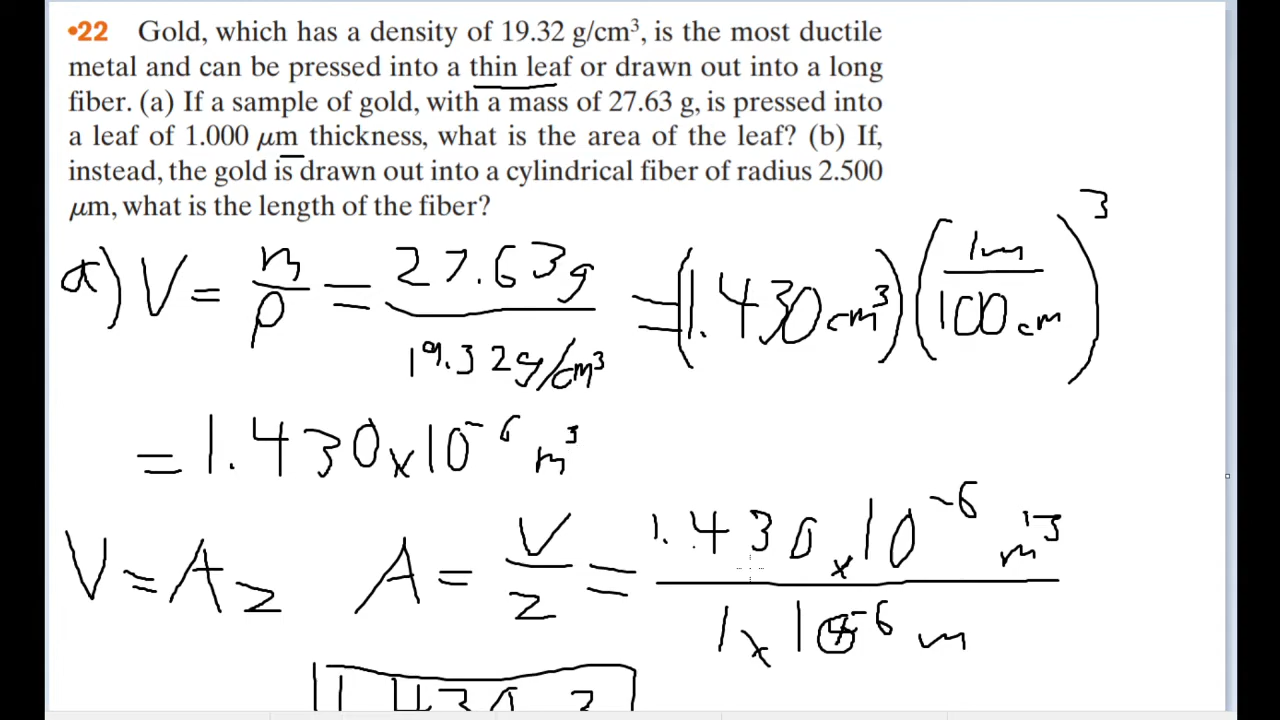 •22 Gold, which has a density of 19.32 g/cm³, is the most ductile
metal and can be pressed into a thin leaf or drawn out into a long
fiber. (a) If a sample of gold, with a mass of 27.63 g, is pressed into
a leaf of 1.000 μm thickness, what is the area of the leaf? (b) If,
instead, the gold is drawn out into a cylindrical fiber of radius 2.500
μm, what is the length of the fiber?
a) V = m/ρ = 27.63g / 19.32g/cm³ = (1.430 cm³)(1m/100cm)³
= 1.430x10⁻⁶ m³
V = Az A = V/z = 1.430x10⁻⁶ m³ / 1x10⁻⁶ m